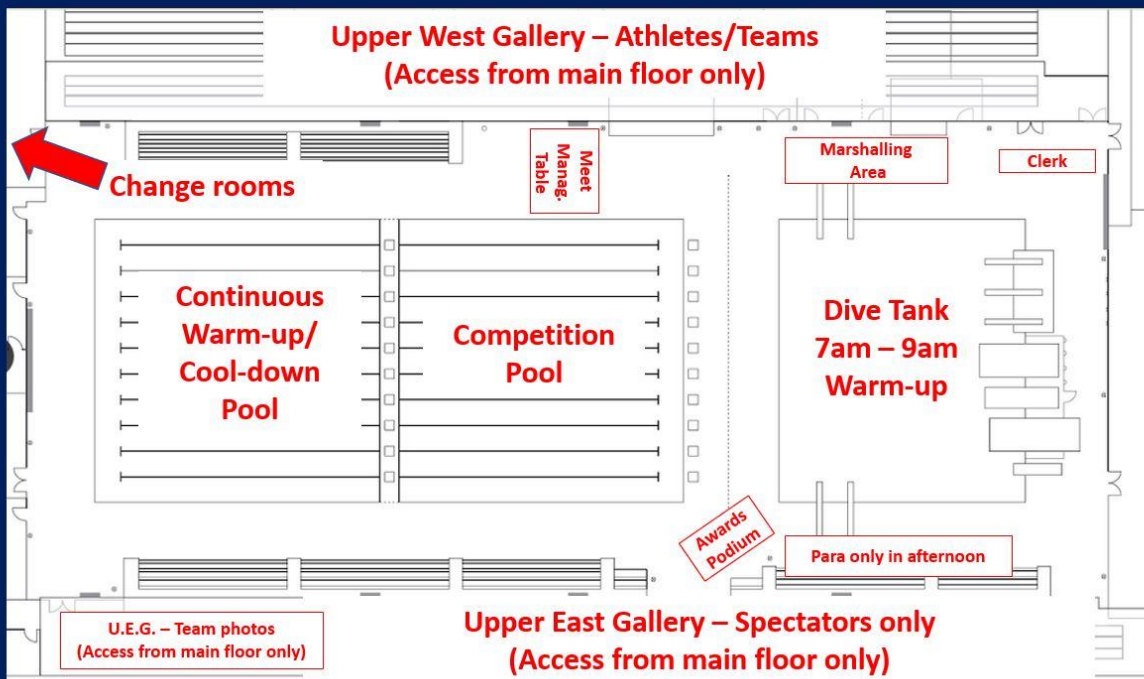 Upper West Gallery – Athletes/Teams
(Access from main floor only)
Change rooms
Meet
Manag.
Table
Marshalling
Area
Clerk
Continuous
Warm-up/
Cool-down
Pool
Competition
Pool
Dive Tank
7am – 9am
Warm-up
Awards
Podium
Para only in afternoon
U.E.G. – Team photos
(Access from main floor only)
Upper East Gallery – Spectators only
(Access from main floor only)